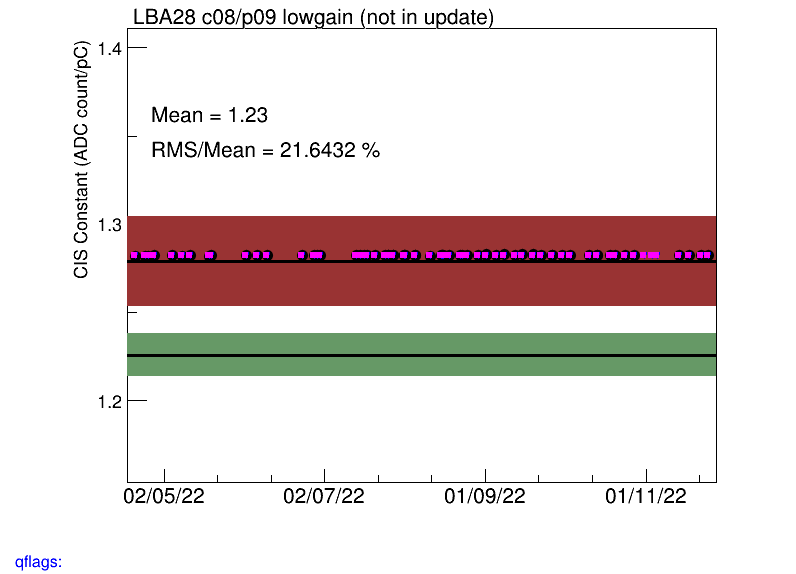 LBA28 c08/p09 lowgain (not in update)
CIS Constant (ADC count/pC)
1.4
Mean = 1.23
RMS/Mean = 21.6432 %
1.3
1.2
02/05/22 02/07/22 01/09/22 01/11/22
qflags: